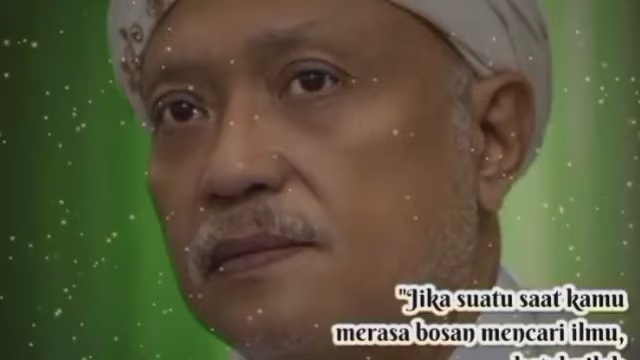 "Jika suatu saat kamu
merasa bosan mencari ilmu,